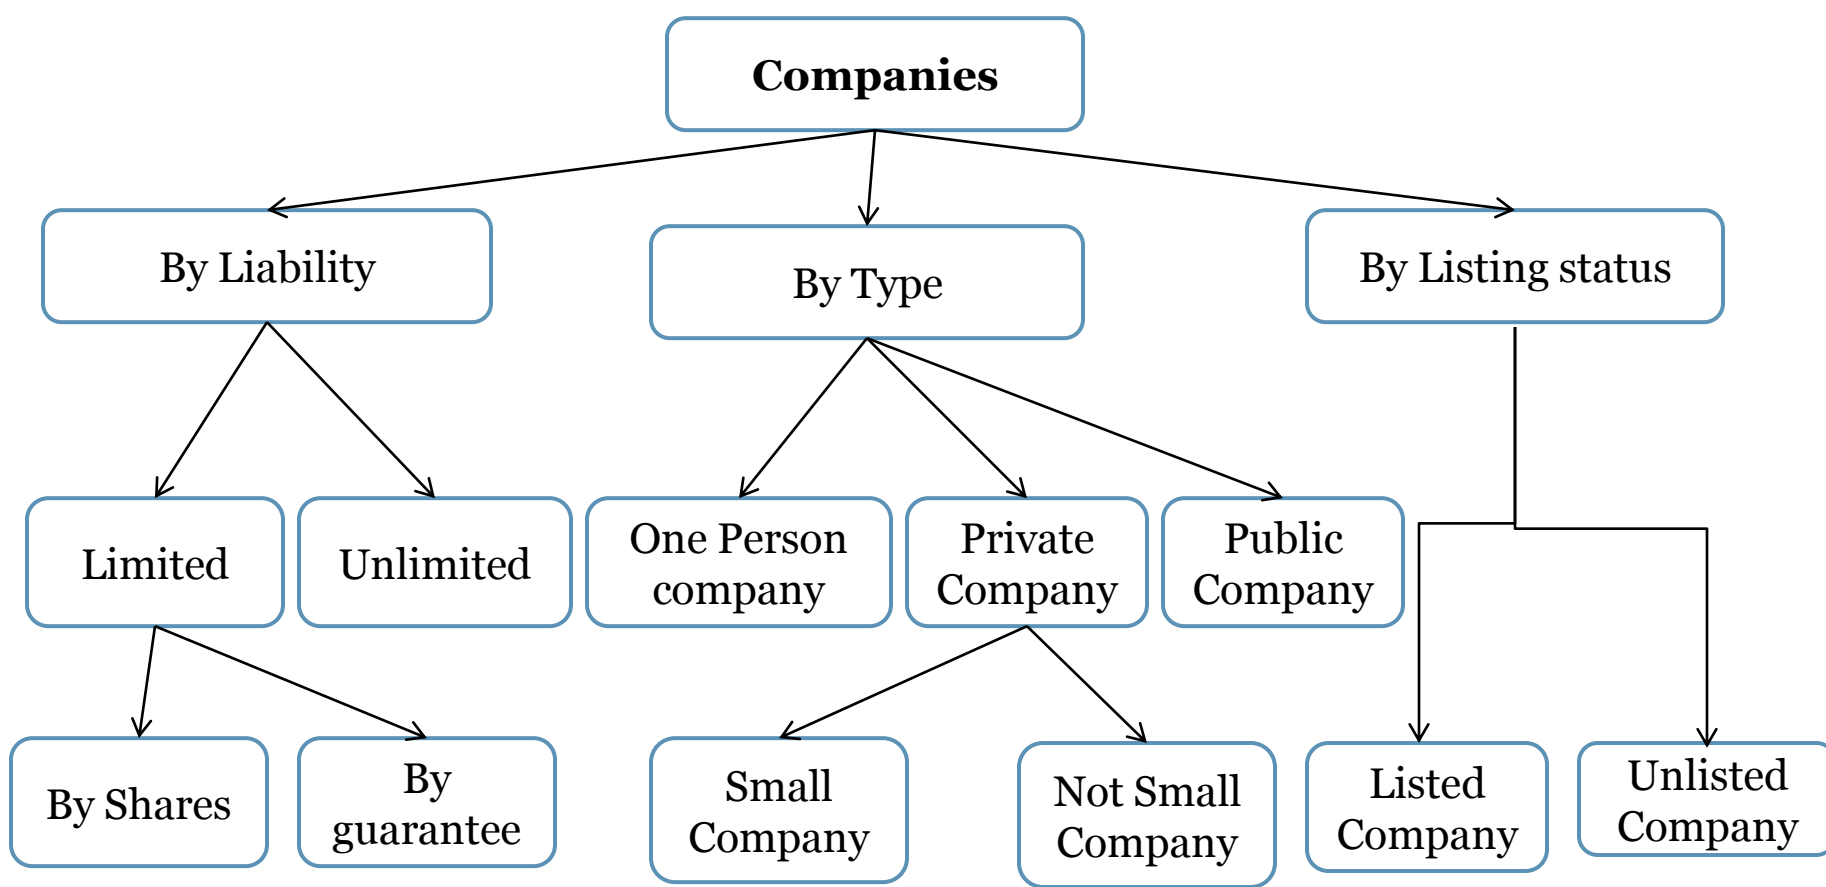 Companies
By Liability
By Type
By Listing status
Limited
Unlimited
One Person
company
Private
Company
Public
Company
By Shares
By
guarantee
Small
Company
Not Small
Company
Listed
Company
Unlisted
Company